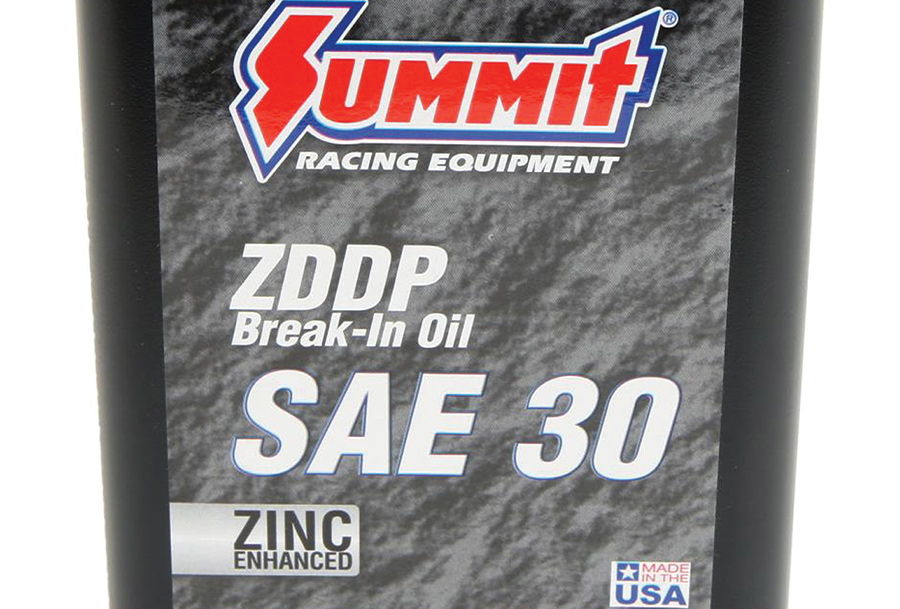 SUMMIT®
RACING EQUIPMENT
ZDDP
Break-In Oil
SAE 30
ZINC
ENHANCED
MADE
IN THE
USA